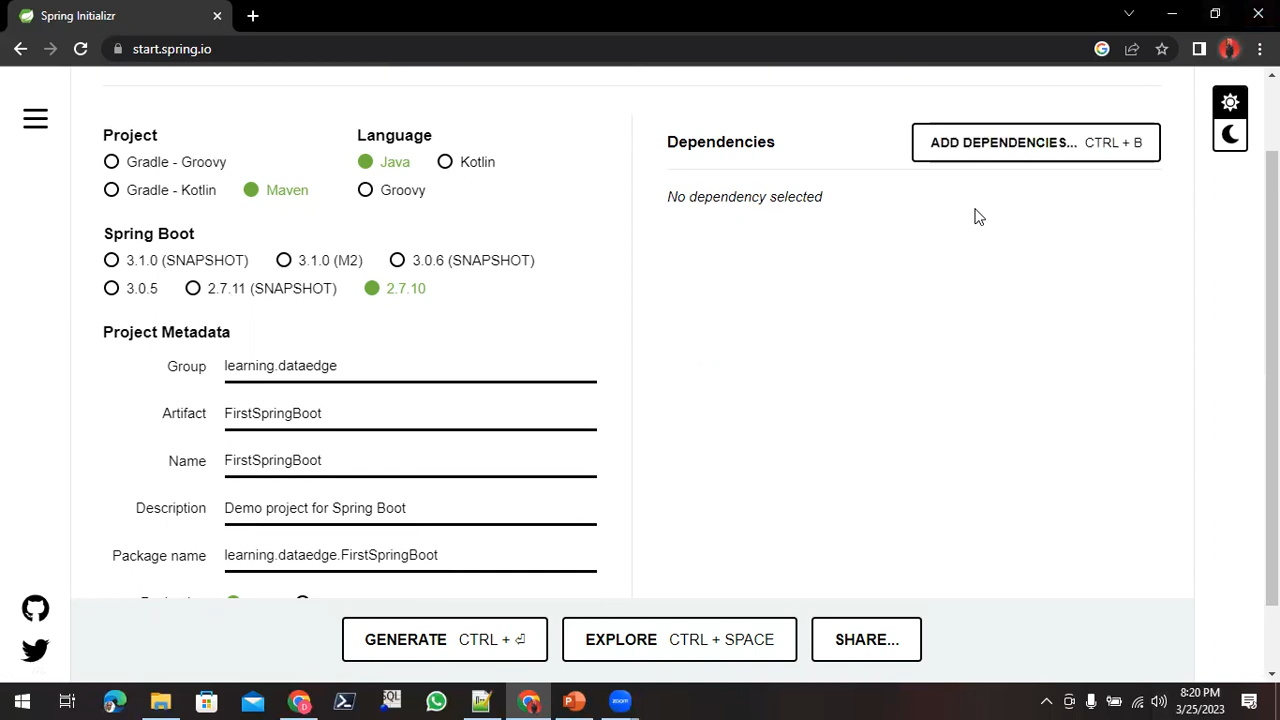 Spring Initializr
start.spring.io
Project
Gradle - Groovy
Gradle - Kotlin
Maven
Language
Java
Kotlin
Groovy
Spring Boot
3.1.0 (SNAPSHOT)
3.1.0 (M2)
3.0.6 (SNAPSHOT)
3.0.5
2.7.11 (SNAPSHOT)
2.7.10
Project Metadata
Group learning.dataedge
Artifact FirstSpringBoot
Name FirstSpringBoot
Description Demo project for Spring Boot
Package name learning.dataedge.FirstSpringBoot
Dependencies
ADD DEPENDENCIES... CTRL + B
No dependency selected
GENERATE CTRL + ⏎
EXPLORE CTRL + SPACE
SHARE...
SQL
zoom
8:20 PM
3/25/2023